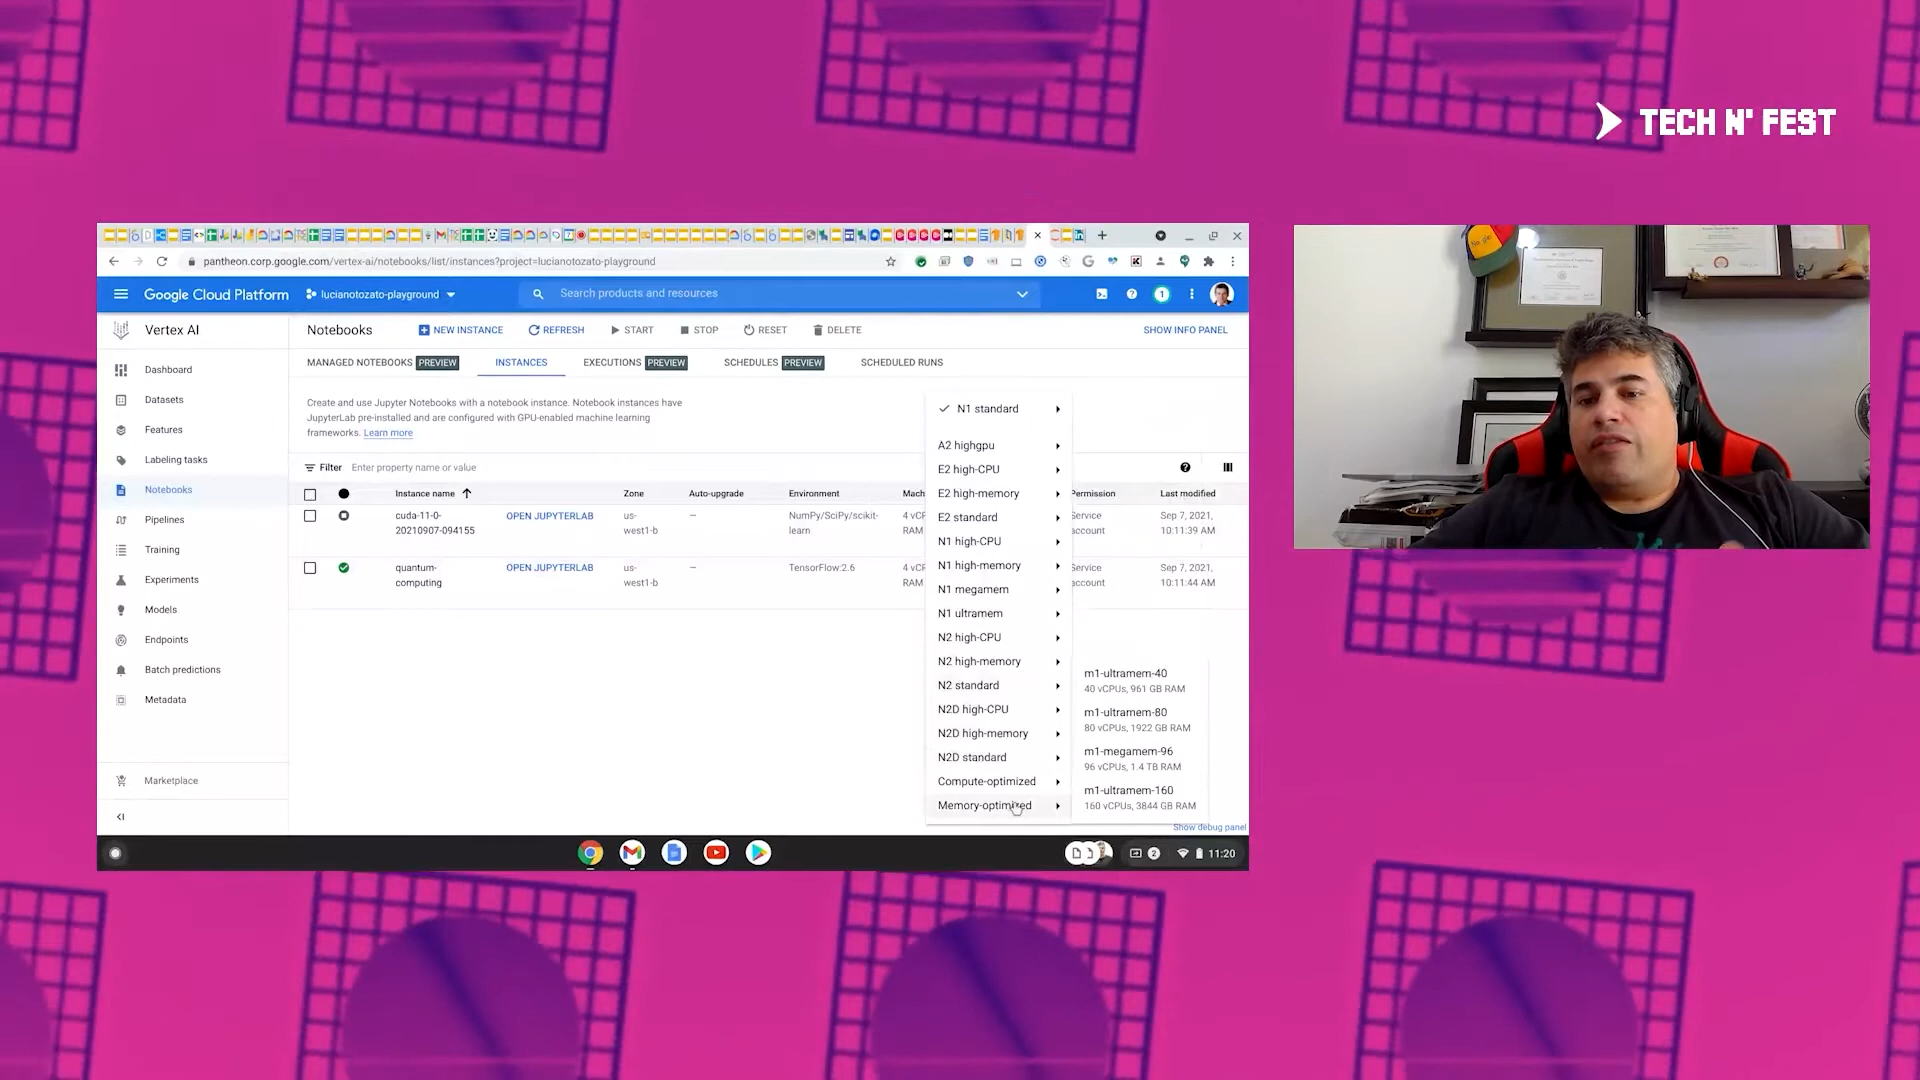 TECH N' FEST
pantheon.corp.google.com/vertex-ai/notebooks/list/instances?project=lucianotozato-playground
Google Cloud Platform
lucianotozato-playground
Search products and resources
1
Vertex AI
Notebooks
NEW INSTANCE
REFRESH
START
STOP
RESET
DELETE
SHOW INFO PANEL
MANAGED NOTEBOOKS PREVIEW
INSTANCES
EXECUTIONS PREVIEW
SCHEDULES PREVIEW
SCHEDULED RUNS
Dashboard
Datasets
Features
Labeling tasks
Notebooks
Pipelines
Training
Experiments
Models
Endpoints
Batch predictions
Metadata
Marketplace
Create and use Jupyter Notebooks with a notebook instance. Notebook instances have
JupyterLab pre-installed and are configured with GPU-enabled machine learning
frameworks. Learn more
Filter Enter property name or value
Instance name
Zone
Auto-upgrade
Environment
Mach
Permission
Last modified
cuda-11-0-
20210907-094155
OPEN JUPYTERLAB
us-
west1-b
—
NumPy/SciPy/scikit-
learn
RAM
Service
account
Sep 7, 2021,
10:11:39 AM
quantum-
computing
OPEN JUPYTERLAB
us-
west1-b
—
TensorFlow:2.6
RAM
Service
account
Sep 7, 2021,
10:11:44 AM
N1 standard
A2 highgpu
E2 high-CPU
E2 high-memory
E2 standard
N1 high-CPU
N1 high-memory
N1 megamem
N1 ultramem
N2 high-CPU
N2 high-memory
N2 standard
N2D high-CPU
N2D high-memory
N2D standard
Compute-optimized
Memory-optimized
m1-ultramem-40
40 vCPUs, 961 GB RAM
m1-ultramem-80
80 vCPUs, 1922 GB RAM
m1-megamem-96
96 vCPUs, 1.4 TB RAM
m1-ultramem-160
160 vCPUs, 3844 GB RAM
Show debug panel
2
11:20